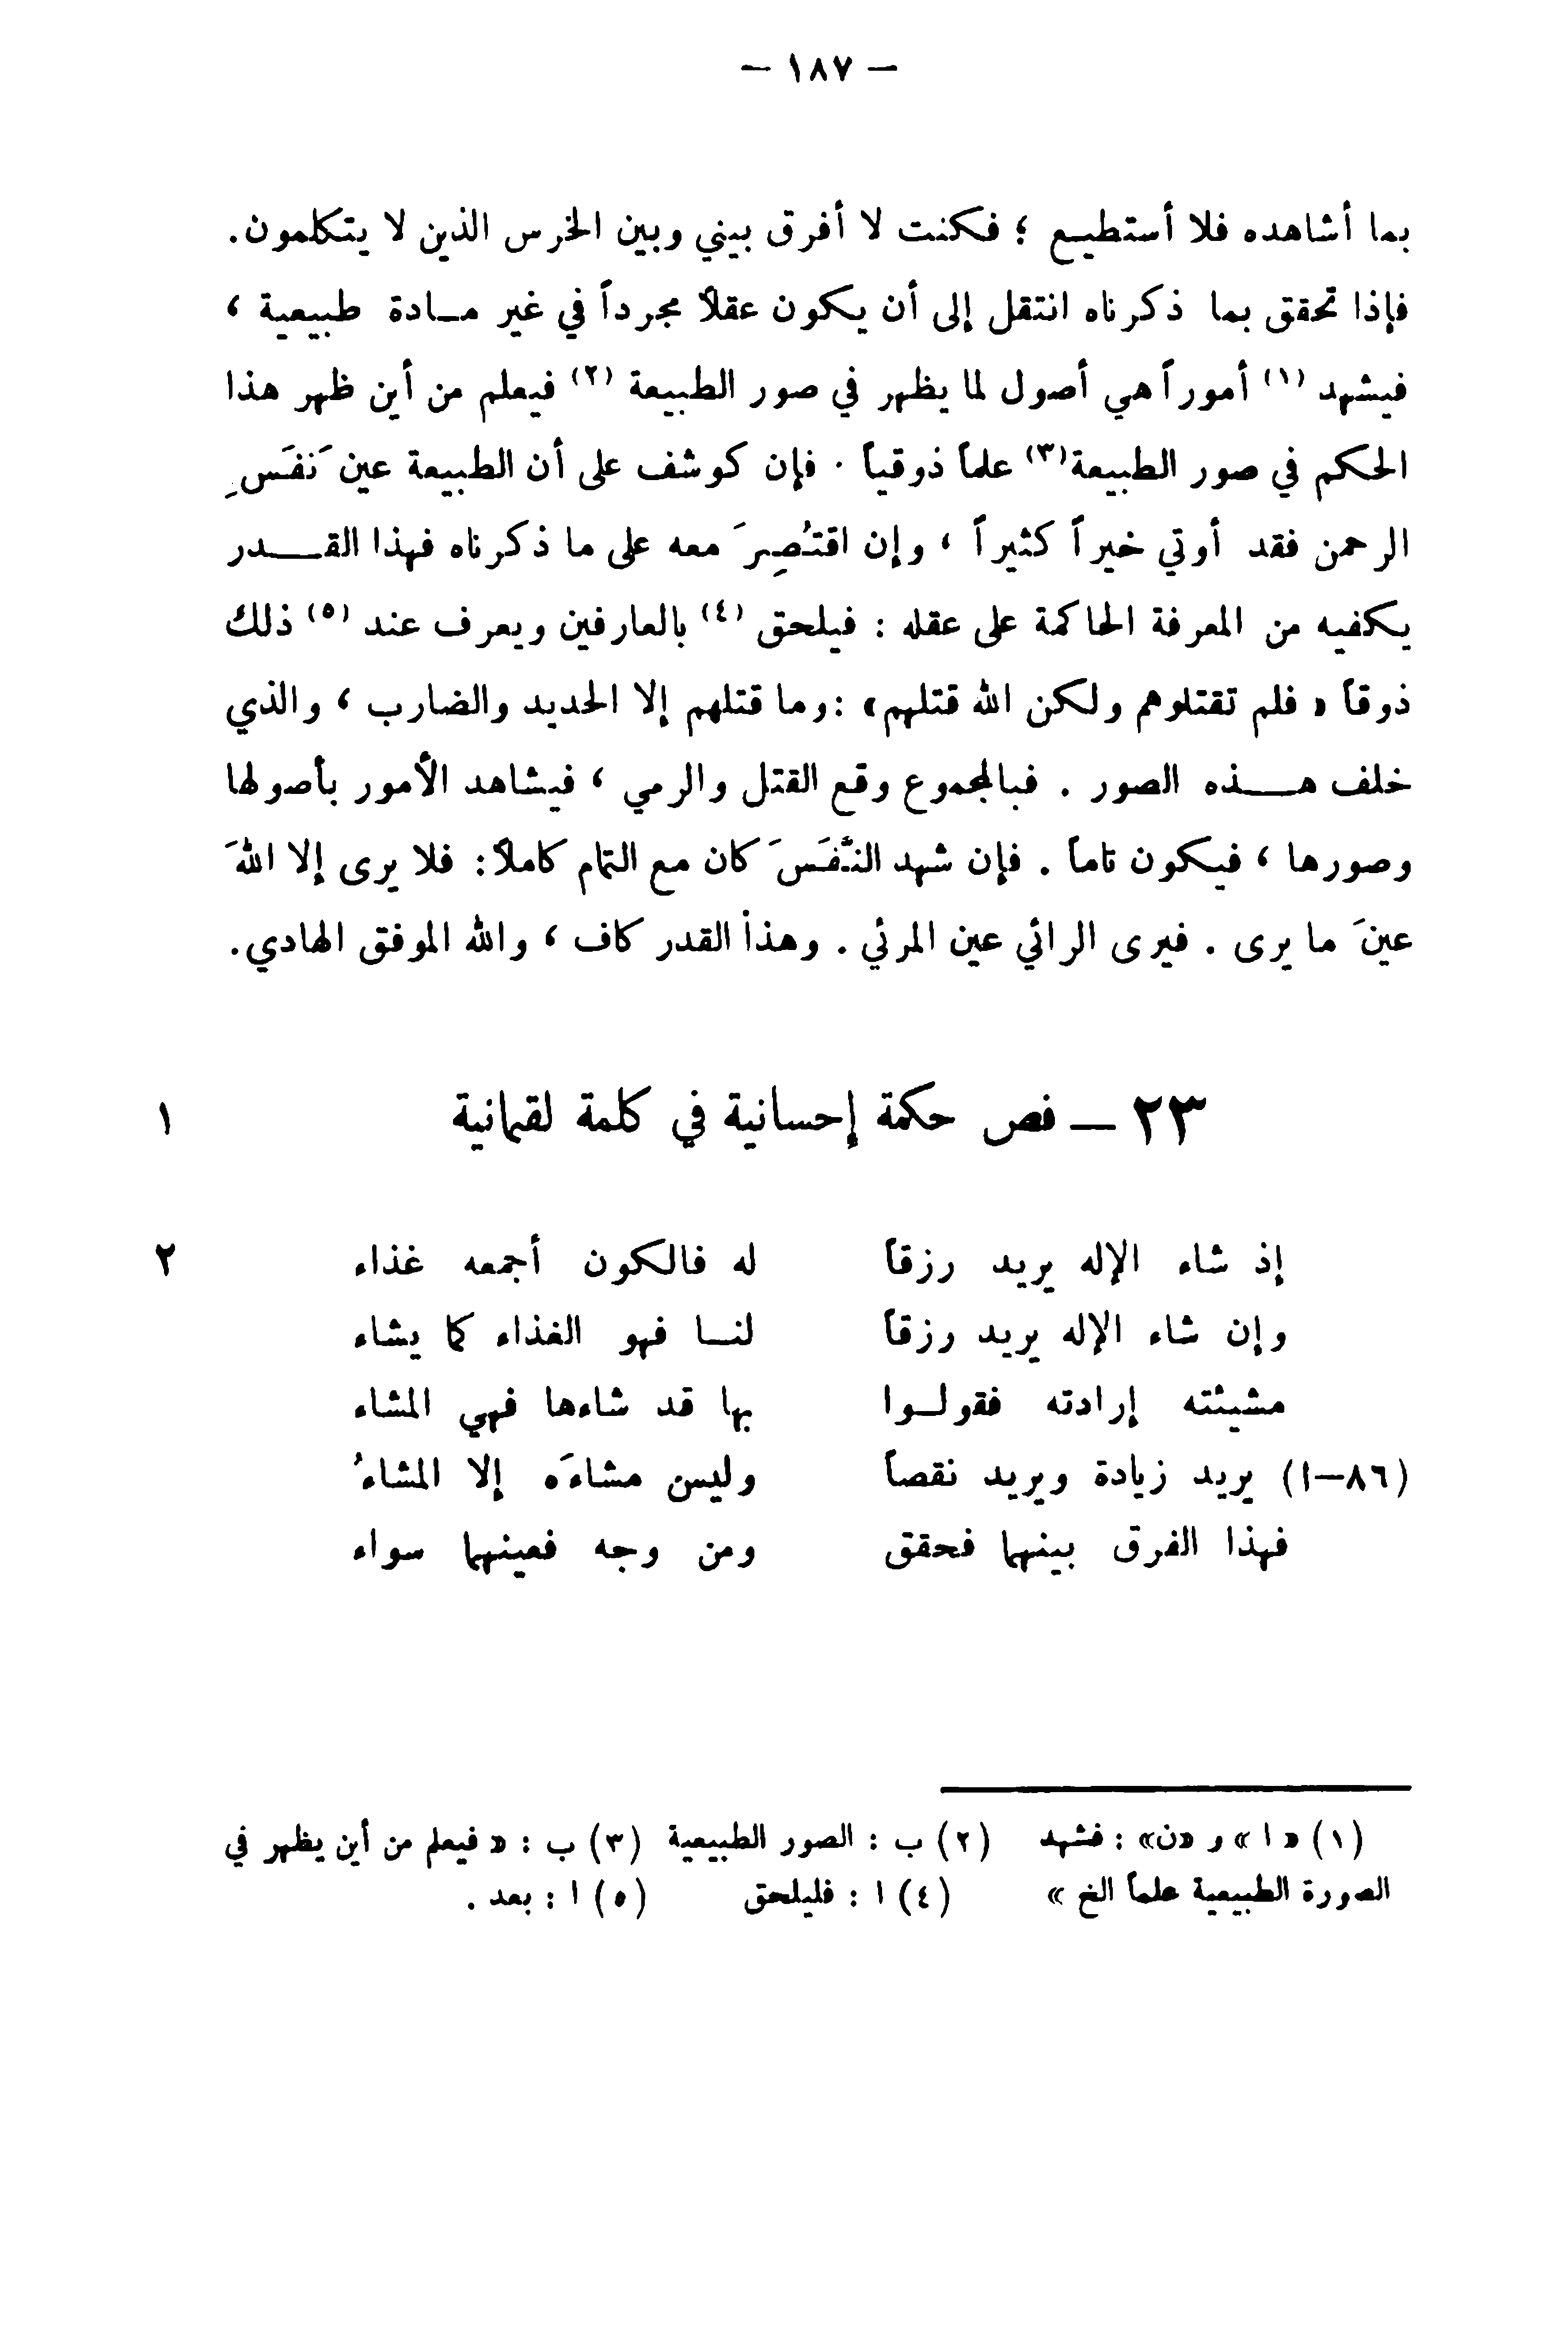 — ١٨٧ —
بما أشاهده فلا أستطيع ؛ فكنت لا أفرق بيني وبين الخرس الذين لا يتكلمون.
فإذا تحقق بما ذكرناه انتقل إلى أن يكون عقلاً مجرداً في غير مادة طبيعية ،
فيشهد (١) أموراً هي أصول لما يظهر في صور الطبيعة (٢) فيعلم من أين ظهر هذا
الحكم في صور الطبيعة(٣) علماً ذوقياً . فإن كوشف على أن الطبيعة عين نَفَسِ
الرحمن فقد أوتي خيراً كثيراً ، وإن اقتُصِرَ معه على ما ذكرناه فهذا القدر
يكفيه من المعرفة الحاكمة على عقله : فيلحق (٤) بالعارفين ويعرف عند (٥) ذلك
ذوقاً « فلم تقتلوهم ولكن الله قتلهم» : وما قتلهم إلا الحديد والضارب ، والذي
خلف هذه الصور . فبالمجموع وقع القتل والرمي ، فيشاهد الأمور بأصولها
وصورها ، فيكون تاماً . فإن شهد النَّفَسَ كان مع التمام كاملاً: فلا يرى إلا اللهَ
عينَ ما يرى . فيرى الرائي عين المرئي . وهذا القدر كاف ، والله الموفق الهادي.
٢٣ — فص حكمة إحسانية في كلمة لقمانية ١
إذ شاء الإله يريد رزقاً له فالكون أجمعه غذاء ٢
وإن شاء الإله يريد رزقاً لنا فهو الغذاء كما يشاء
مشيئته إرادته فقولوا بها قد شاءها فهي المشاء
(٨٦—ا) يريد زيادة ويريد نقصاً وليس مشاءَه إلا المشاءُ
فهذا الفرق بينهما فحقق ومن وجه فعينهما سواء
(١) « ا » و «ن» : فشهد (٢) ب : الصور الطبيعية (٣) ب : « فيعلم من أين يظهر في
الصورة الطبيعية علماً الخ » (٤) ا : فليلحق (٥) ا : بعد .